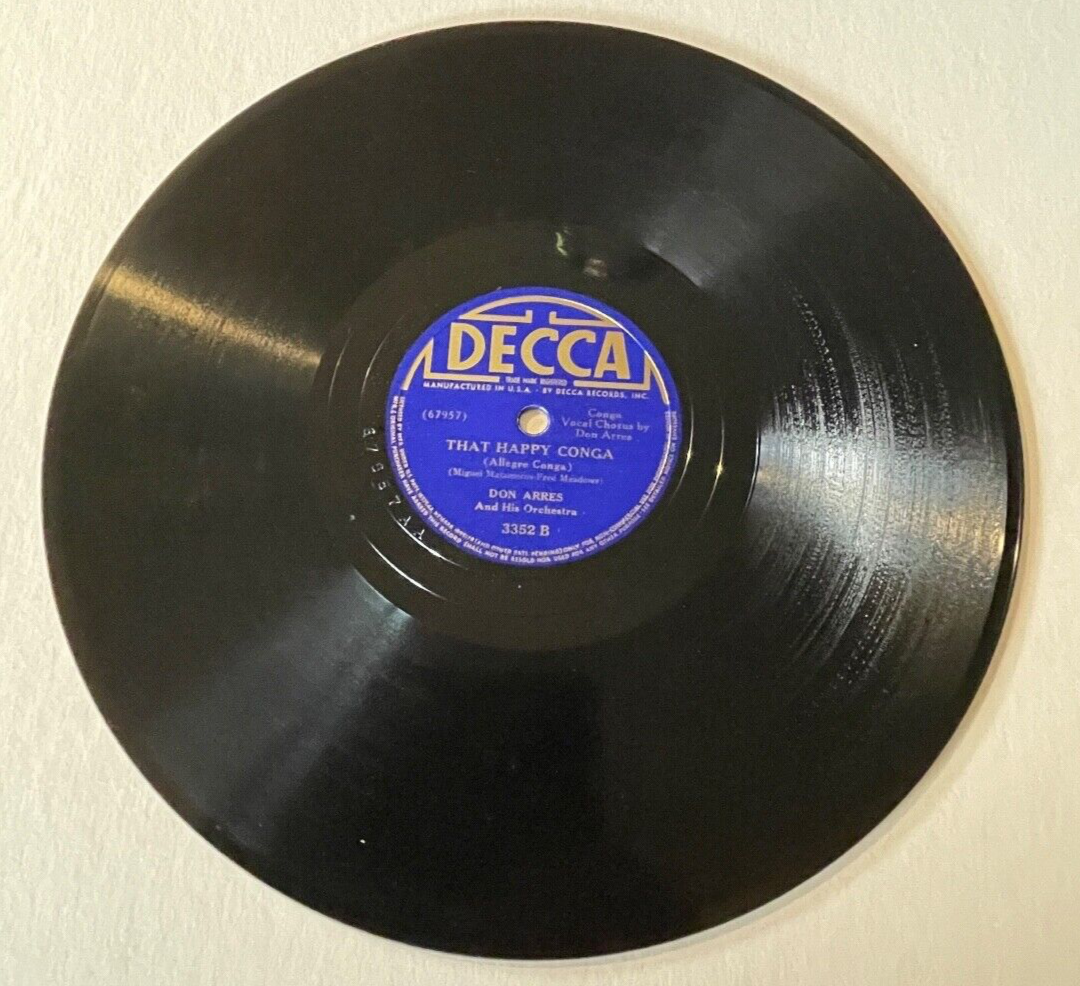 DECCA
TRADE MARK REGISTERED
MANUFACTURED IN U.S.A. - BY DECCA RECORDS, INC.
(67957)
Conga
Vocal Chorus by
Don Arres
THAT HAPPY CONGA
(Allegre Conga)
(Miguel Matamoros-Fred Meadows)
DON ARRES
And His Orchestra
3352 B